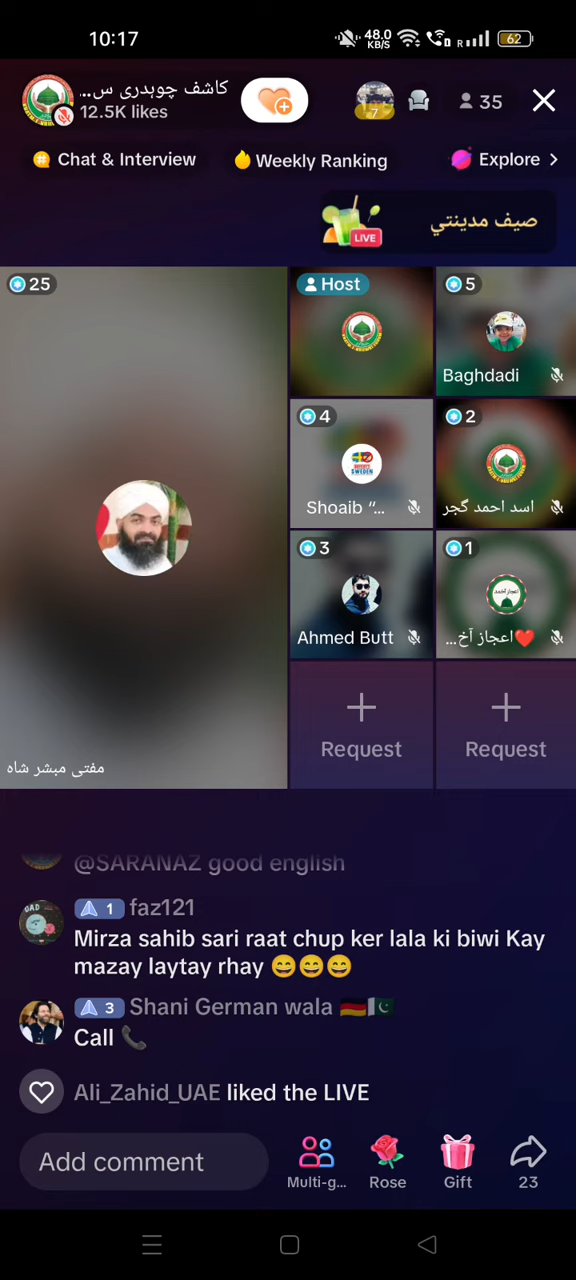 10:17
48.0
KB/S
R
62
کاشف چوہدری س...
12.5K likes
7
35
Chat & Interview
Weekly Ranking
Explore
LIVE
صيف مدينتي
25
Host
5
Baghdadi
4
Shoaib “...
2
اسد احمد گجر
3
Ahmed Butt
1
❤️اعجاز آخ...
مفتی مبشر شاہ
+
Request
+
Request
@SARANAZ good english
1 faz121
Mirza sahib sari raat chup ker lala ki biwi Kay
mazay laytay rhay 😄😄😄
3 Shani German wala 🇩🇪🇵🇰
Call 📞
Ali_Zahid_UAE liked the LIVE
Add comment
Multi-g...
Rose
Gift
23